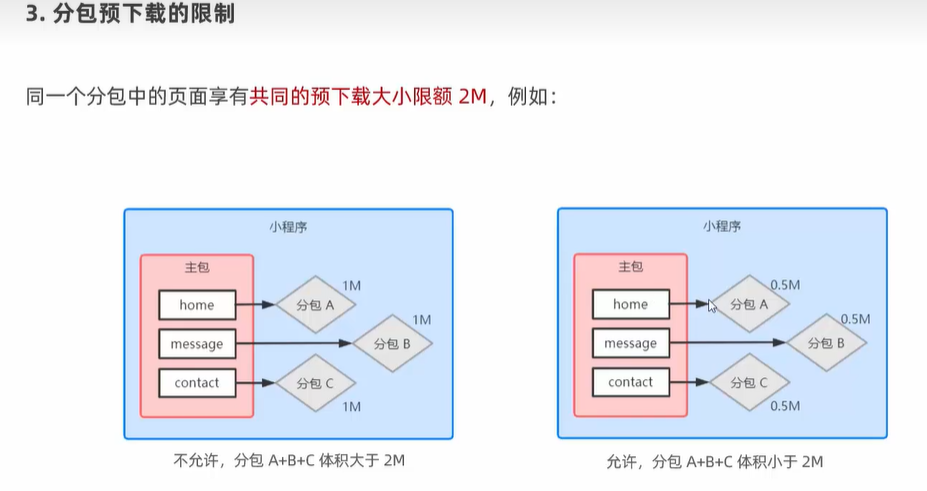 3. 分包预下载的限制
同一个分包中的页面享有共同的预下载大小限额 2M，例如：
小程序
主包
home
分包 A
1M
message
分包 B
1M
contact
分包 C
1M
不允许，分包 A+B+C 体积大于 2M
小程序
主包
home
分包 A
0.5M
message
分包 B
0.5M
contact
分包 C
0.5M
允许，分包 A+B+C 体积小于 2M